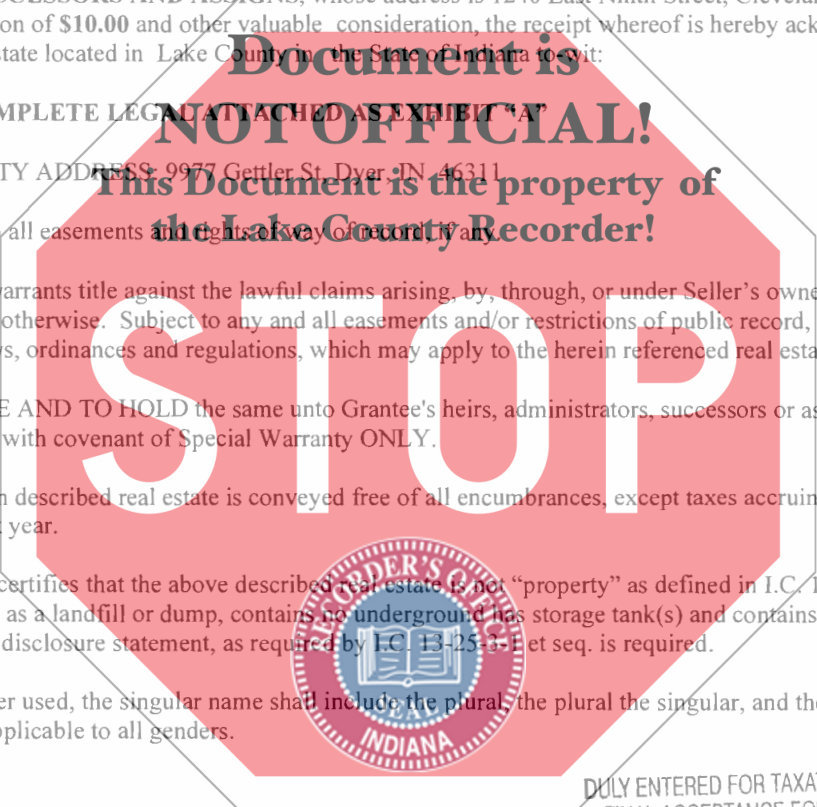 SSORS AND ASSIGNS, whose address is 1240 East Ninth Street, Clevelan
on of $10.00 and other valuable consideration, the receipt whereof is hereby ack
state located in Lake County in the State of Indiana to-wit:
Document is
MPLETE LEGAL ATTACHED AS EXHIBIT “A”
NOT OFFICIAL!
TY ADDRESS: 9977 Gettler St, Dyer, IN 46311
This Document is the property of
the Lake County Recorder!
all easements and rights of way of record, if any.
varrants title against the lawful claims arising, by, through, or under Seller’s owne
otherwise. Subject to any and all easements and/or restrictions of public record,
s, ordinances and regulations, which may apply to the herein referenced real esta
STOP
E AND TO HOLD the same unto Grantee's heirs, administrators, successors or as
with covenant of Special Warranty ONLY.
n described real estate is conveyed free of all encumbrances, except taxes accruin
year.
certifies that the above described real estate is not “property” as defined in I.C. 1
as a landfill or dump, contains no underground has storage tank(s) and contains
disclosure statement, as required by I.C. 13-25-3-1 et seq. is required.
RECORDER'S OFFICE
SEAL
INDIANA
er used, the singular name shall include the plural, the plural the singular, and the
plicable to all genders.
DULY ENTERED FOR TAXAT